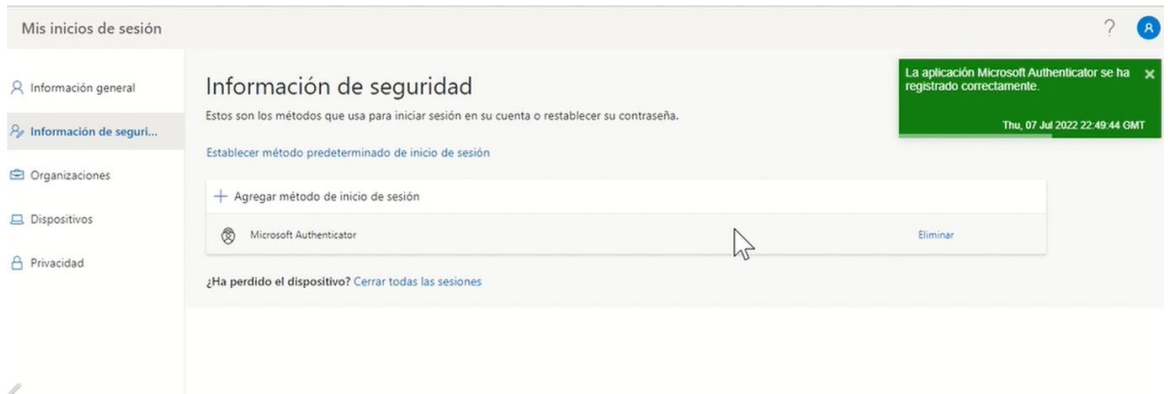 Mis inicios de sesión
?
R
Información general
Información de seguri...
Organizaciones
Dispositivos
Privacidad
Información de seguridad
Estos son los métodos que usa para iniciar sesión en su cuenta o restablecer su contraseña.
Establecer método predeterminado de inicio de sesión
+ Agregar método de inicio de sesión
Microsoft Authenticator Eliminar
¿Ha perdido el dispositivo? Cerrar todas las sesiones
La aplicación Microsoft Authenticator se ha
registrado correctamente.
Thu, 07 Jul 2022 22:49:44 GMT